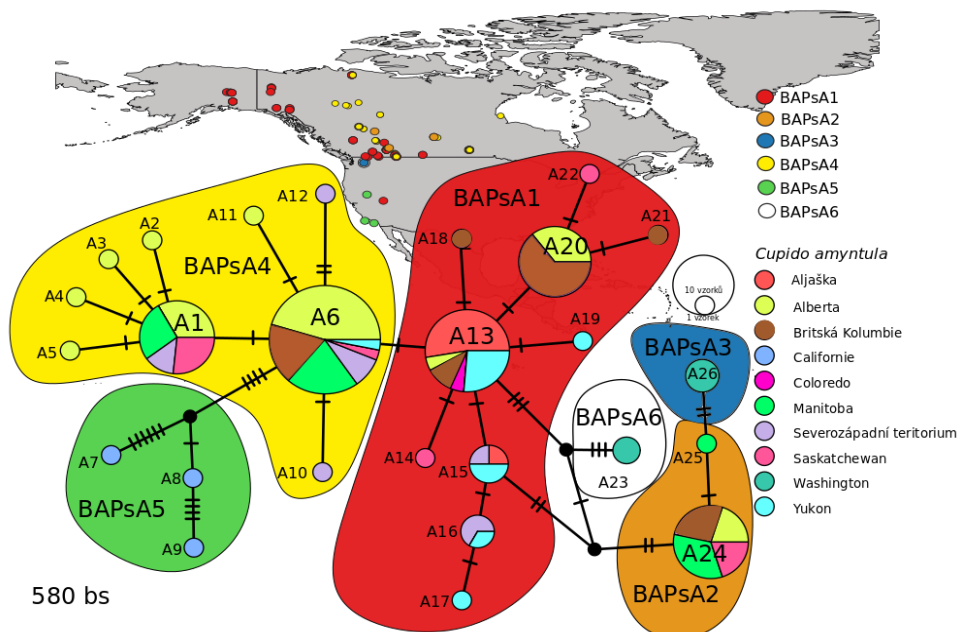 BAPsA1
BAPsA2
BAPsA3
BAPsA4
BAPsA5
BAPsA6
Cupido amyntula
Aljaška
Alberta
Britská Kolumbie
Californie
Coloredo
Manitoba
Severozápadní teritorium
Saskatchewan
Washington
Yukon
10 vzorků
1 vzorek
BAPsA4
A12
A11
A2
A3
A4
A5
A1
A6
A10
BAPsA5
A7
A8
A9
BAPsA1
A22
A21
A20
A18
A19
A13
A14
A15
A16
A17
BAPsA3
A26
BAPsA6
A23
A25
A24
BAPsA2
580 bs